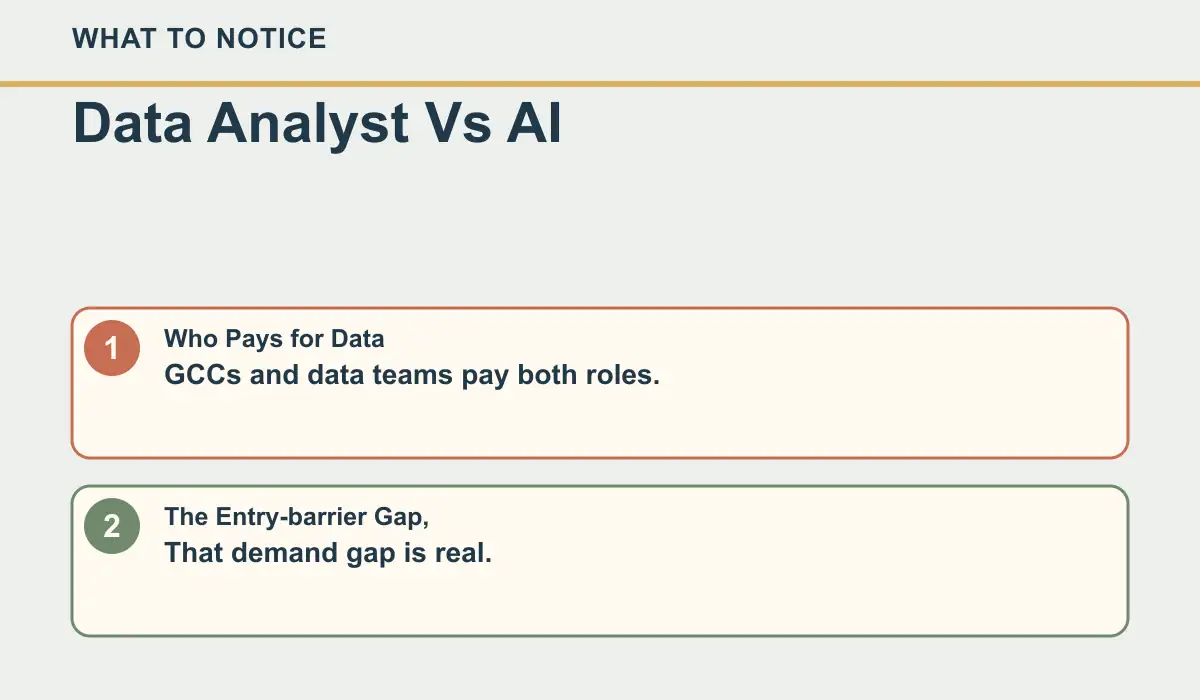 WHAT TO NOTICE
Data Analyst Vs AI
1
Who Pays for Data
GCCs and data teams pay both roles.
2
The Entry-barrier Gap,
That demand gap is real.